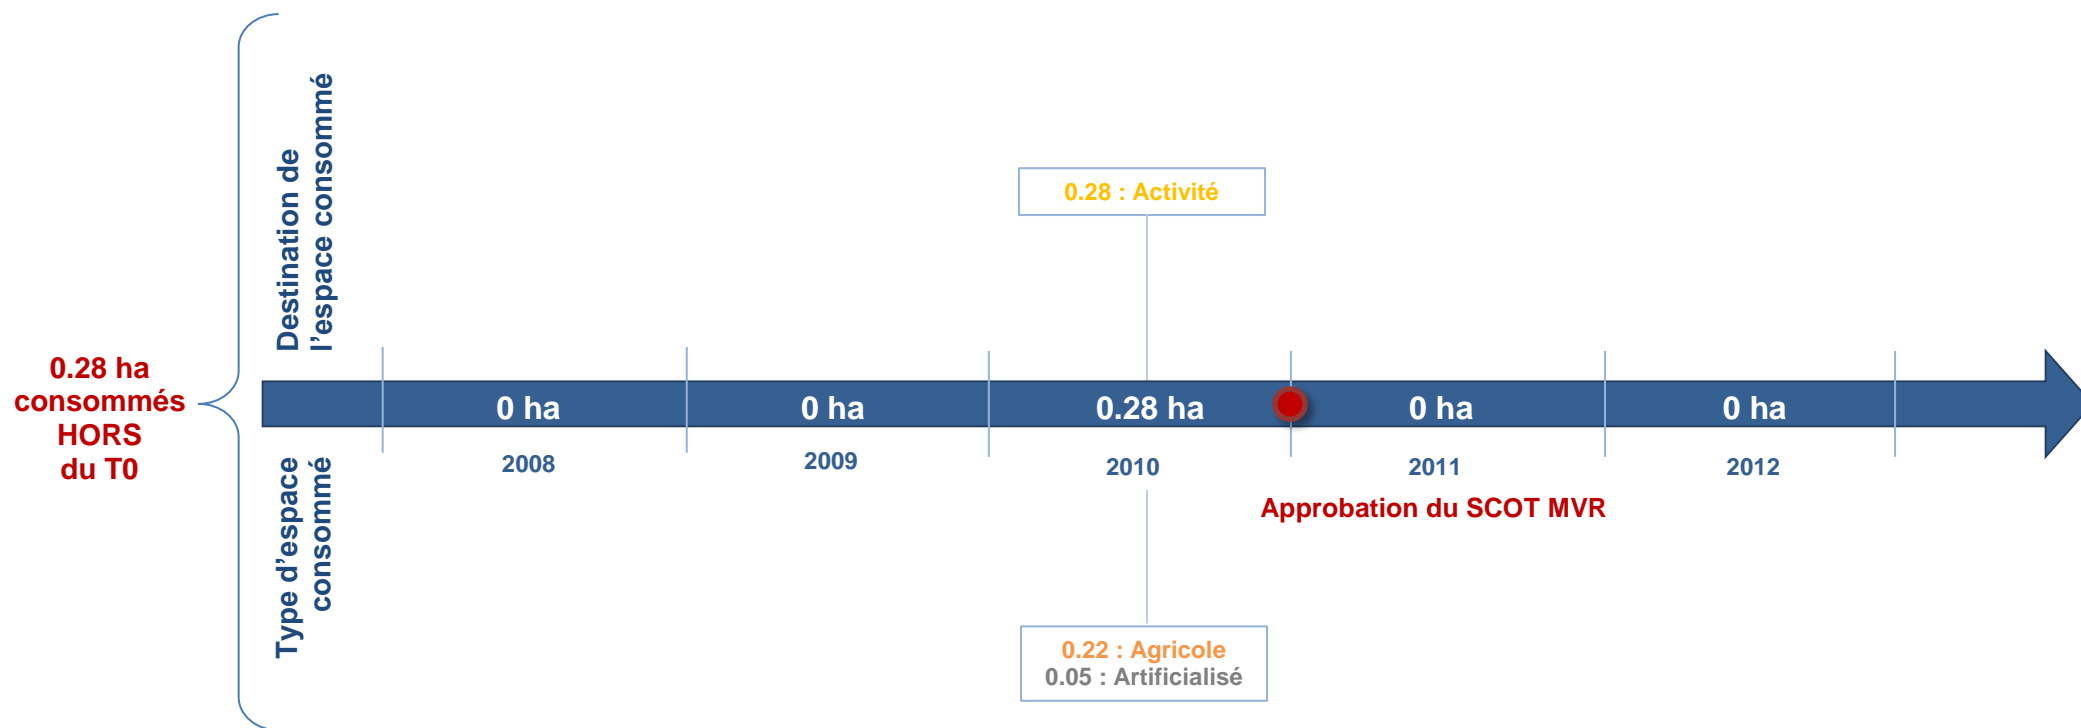 0.28 ha
consommés
HORS
du T0
Destination de
l’espace consommé
0.28 : Activité
0 ha
0 ha
0.28 ha
0 ha
0 ha
2008
2009
2010
2011
2012
Approbation du SCOT MVR
Type d’espace
consommé
0.22 : Agricole
0.05 : Artificialisé